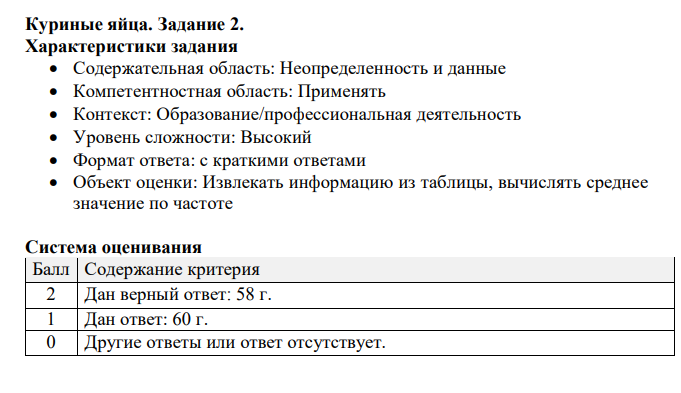 Куриные яйца. Задание 2.
Характеристики задания
• Содержательная область: Неопределенность и данные
• Компетентностная область: Применять
• Контекст: Образование/профессиональная деятельность
• Уровень сложности: Высокий
• Формат ответа: с краткими ответами
• Объект оценки: Извлекать информацию из таблицы, вычислять среднее
значение по частоте
Система оценивания
Балл Содержание критерия
2 Дан верный ответ: 58 г.
1 Дан ответ: 60 г.
0 Другие ответы или ответ отсутствует.